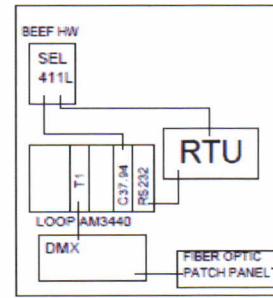 BEEF HW
SEL
411L
RTU
T1
C37.94
RS232
LOOP AM3440
DMX
FIBER OPTIC
PATCH PANEL